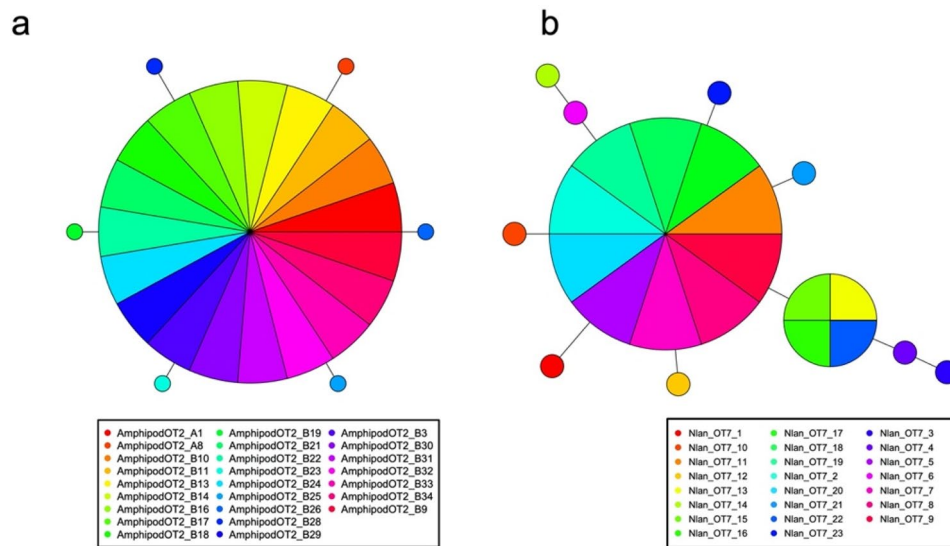 a
b
AmphipodOT2_A1 AmphipodOT2_B19 AmphipodOT2_B3
AmphipodOT2_A8 AmphipodOT2_B21 AmphipodOT2_B30
AmphipodOT2_B10 AmphipodOT2_B22 AmphipodOT2_B31
AmphipodOT2_B11 AmphipodOT2_B23 AmphipodOT2_B32
AmphipodOT2_B13 AmphipodOT2_B24 AmphipodOT2_B33
AmphipodOT2_B14 AmphipodOT2_B25 AmphipodOT2_B34
AmphipodOT2_B16 AmphipodOT2_B26 AmphipodOT2_B9
AmphipodOT2_B17 AmphipodOT2_B28
AmphipodOT2_B18 AmphipodOT2_B29
Nlan_OT7_1 Nlan_OT7_17 Nlan_OT7_3
Nlan_OT7_10 Nlan_OT7_18 Nlan_OT7_4
Nlan_OT7_11 Nlan_OT7_19 Nlan_OT7_5
Nlan_OT7_12 Nlan_OT7_2 Nlan_OT7_6
Nlan_OT7_13 Nlan_OT7_20 Nlan_OT7_7
Nlan_OT7_14 Nlan_OT7_21 Nlan_OT7_8
Nlan_OT7_15 Nlan_OT7_22 Nlan_OT7_9
Nlan_OT7_16 Nlan_OT7_23